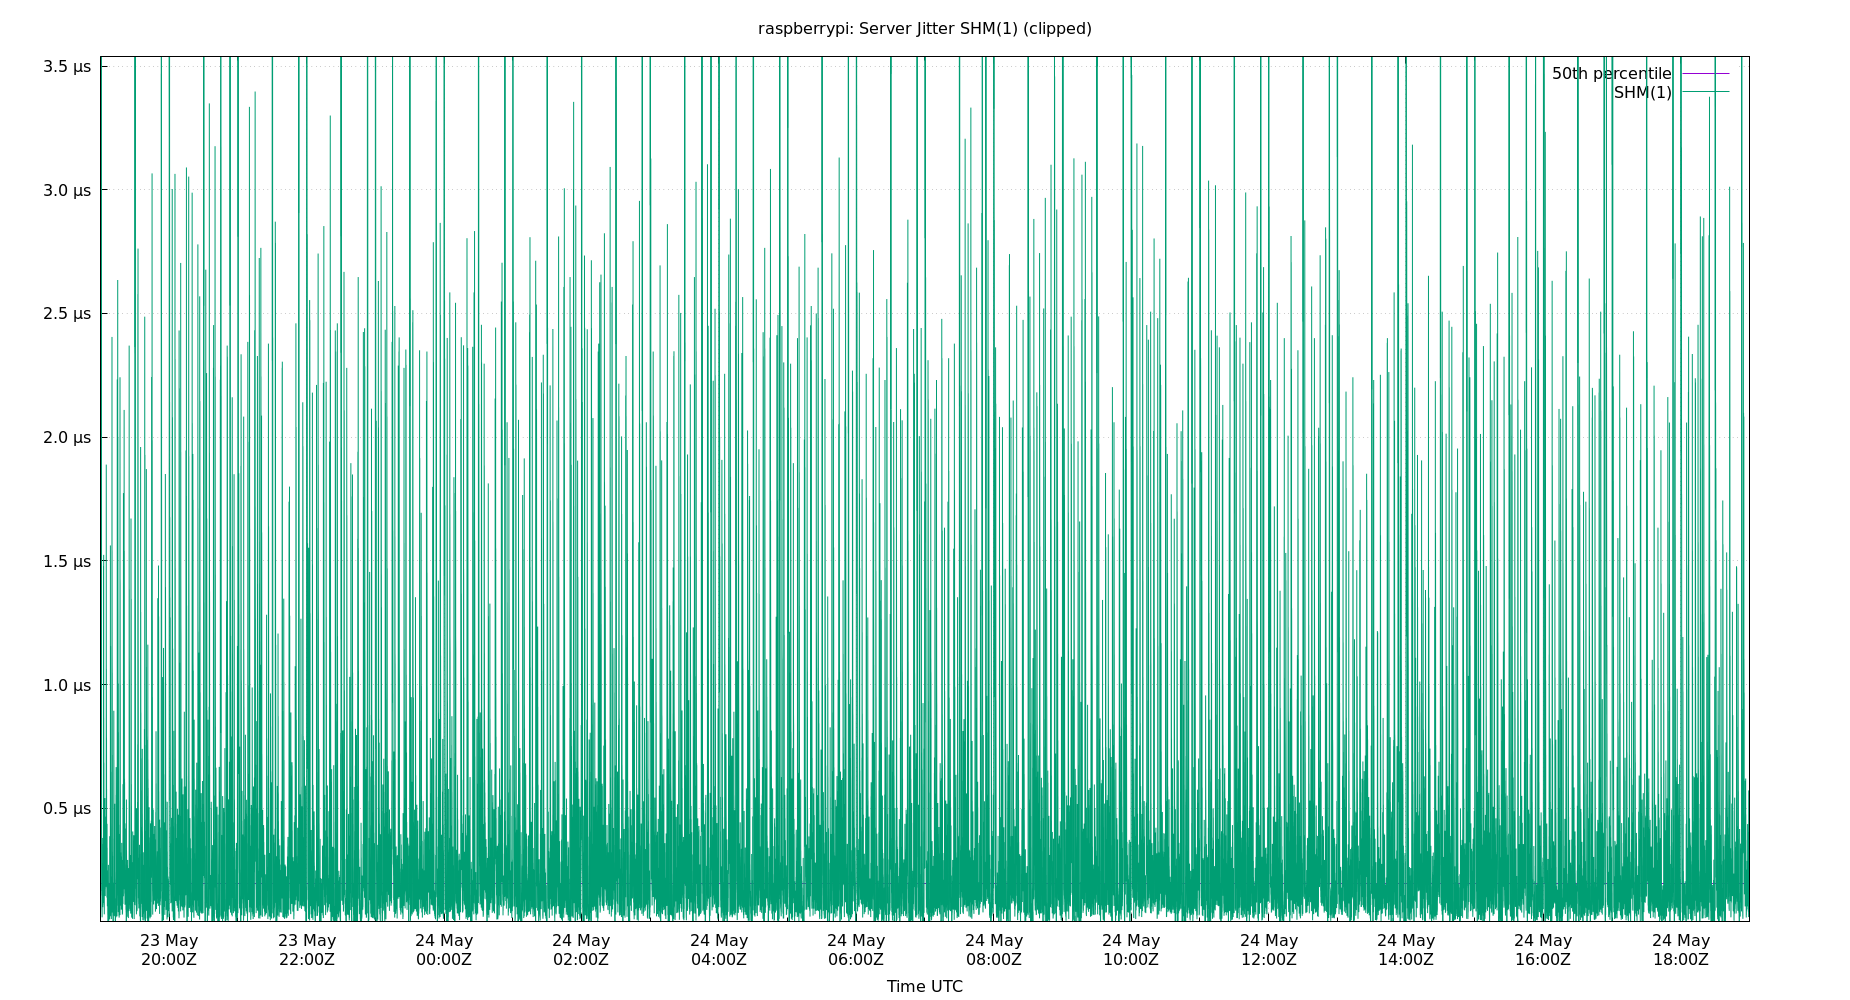 raspberrypi: Server Jitter SHM(1) (clipped)
3.5 µs
3.0 µs
2.5 µs
2.0 µs
1.5 µs
1.0 µs
0.5 µs
50th percentile
SHM(1)
23 May 23 May 24 May 24 May 24 May 24 May 24 May 24 May 24 May 24 May 24 May 24 May
20:00Z 22:00Z 00:00Z 02:00Z 04:00Z 06:00Z 08:00Z 10:00Z 12:00Z 14:00Z 16:00Z 18:00Z
Time UTC